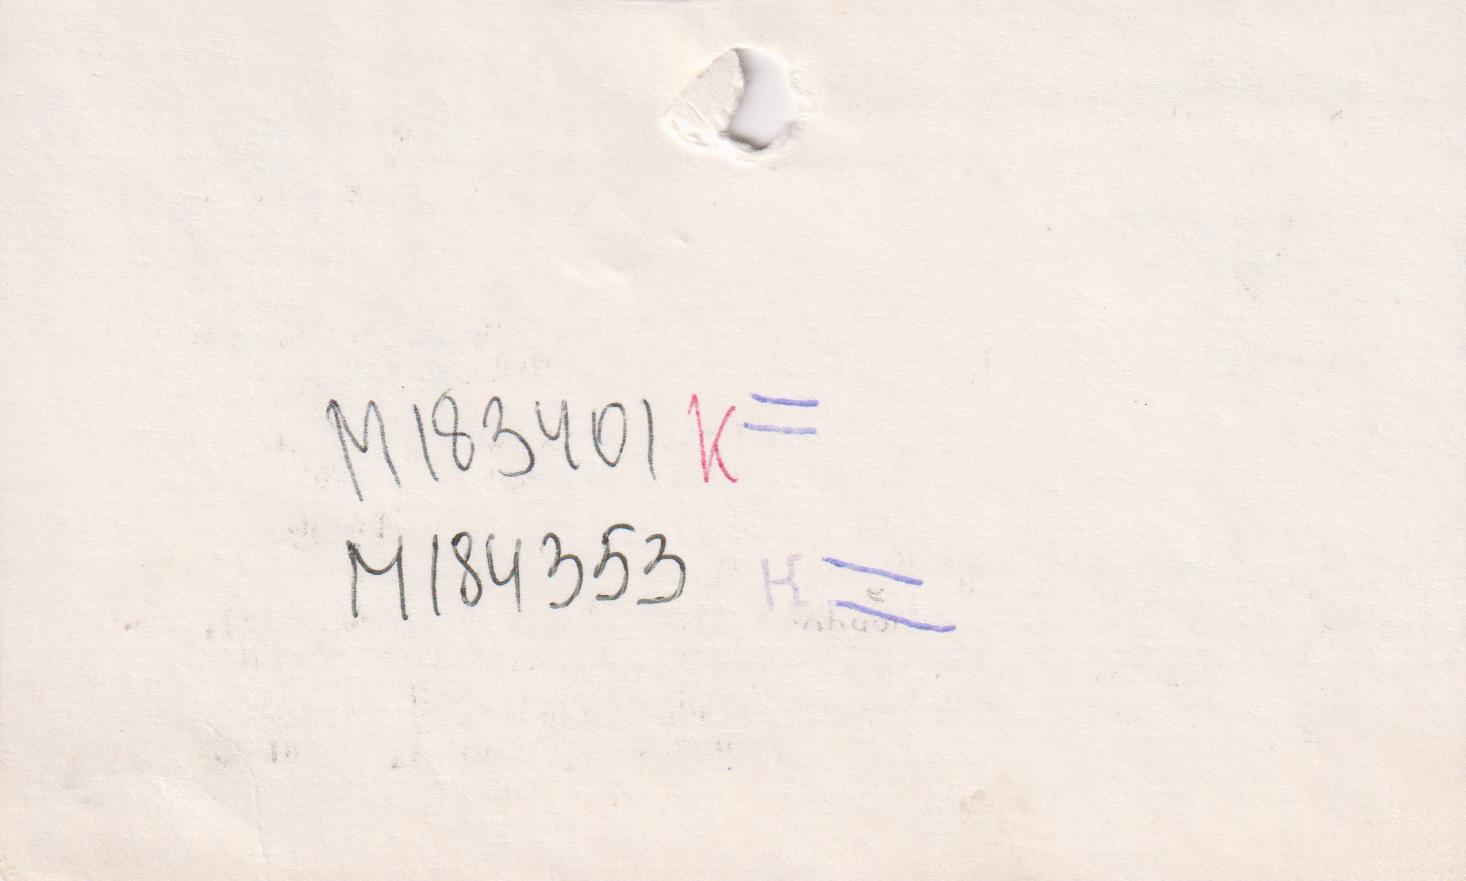 M183401 K =
M184353 K =